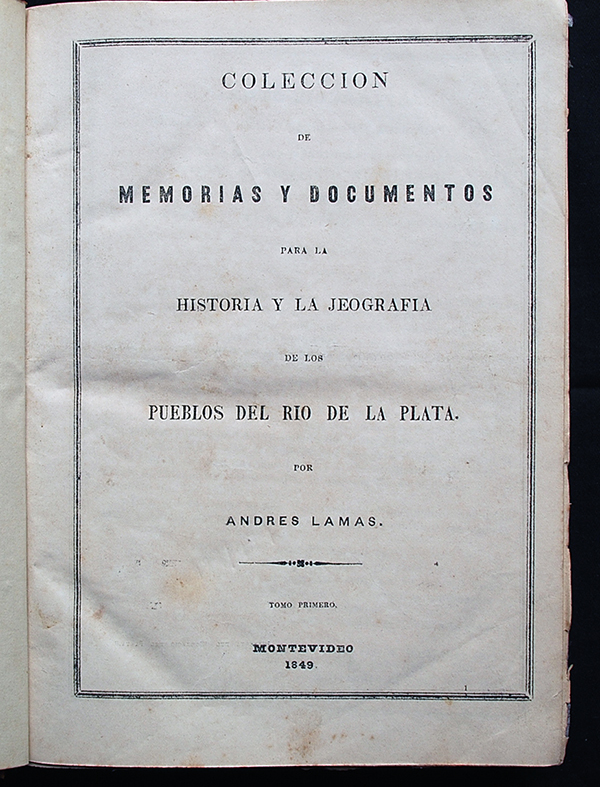 COLECCION
DE
MEMORIAS Y DOCUMENTOS
PARA LA
HISTORIA Y LA JEOGRAFIA
DE LOS
PUEBLOS DEL RIO DE LA PLATA.
POR
ANDRES LAMAS.
TOMO PRIMERO.
MONTEVIDEO
1849.